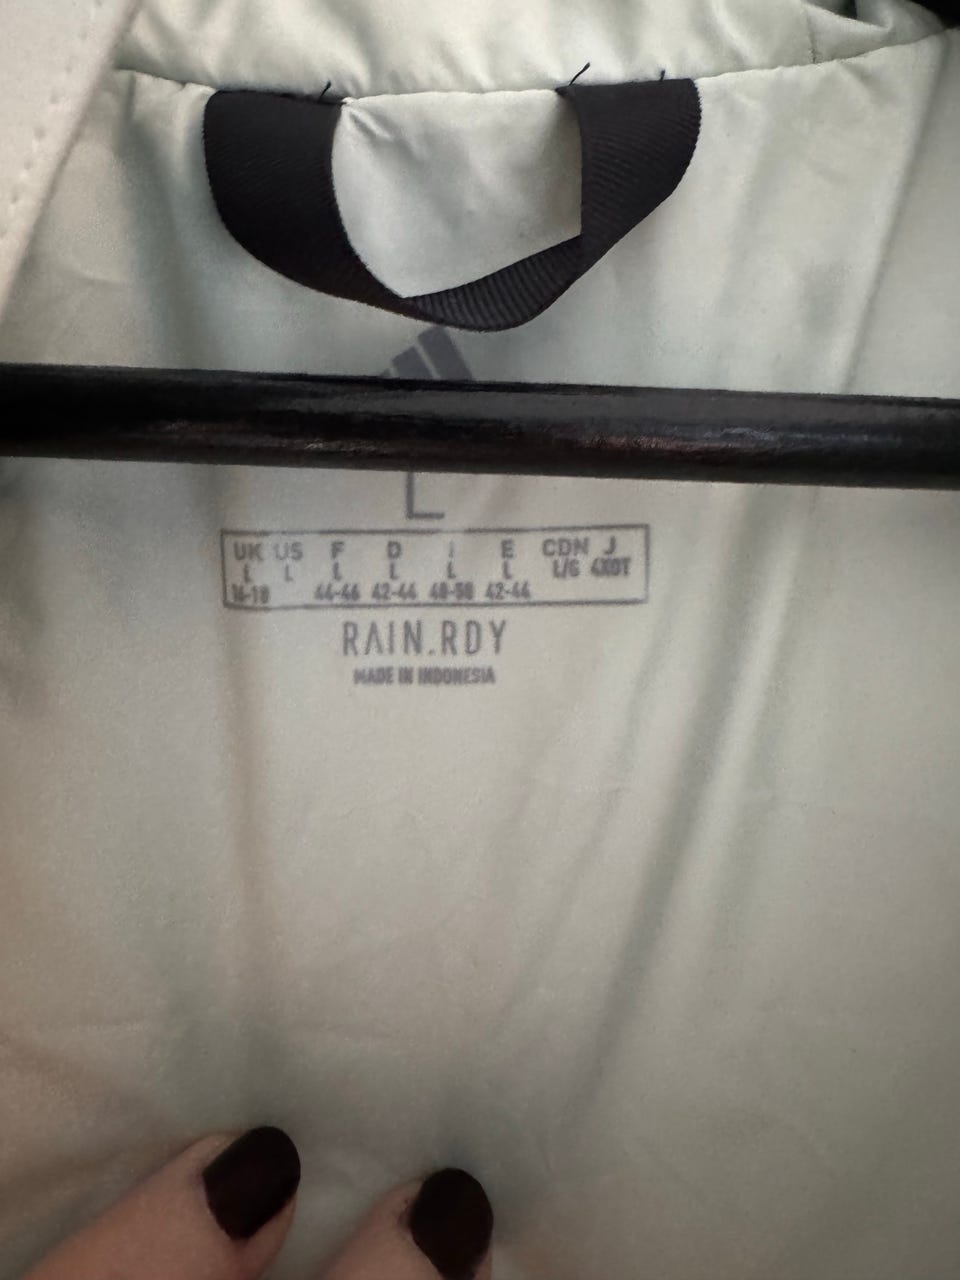 L
UK US F D I E CDN J
L L L L L L L/G 4XOT
16-18 44-46 42-44 48-50 42-44
RAIN.RDY
MADE IN INDONESIA